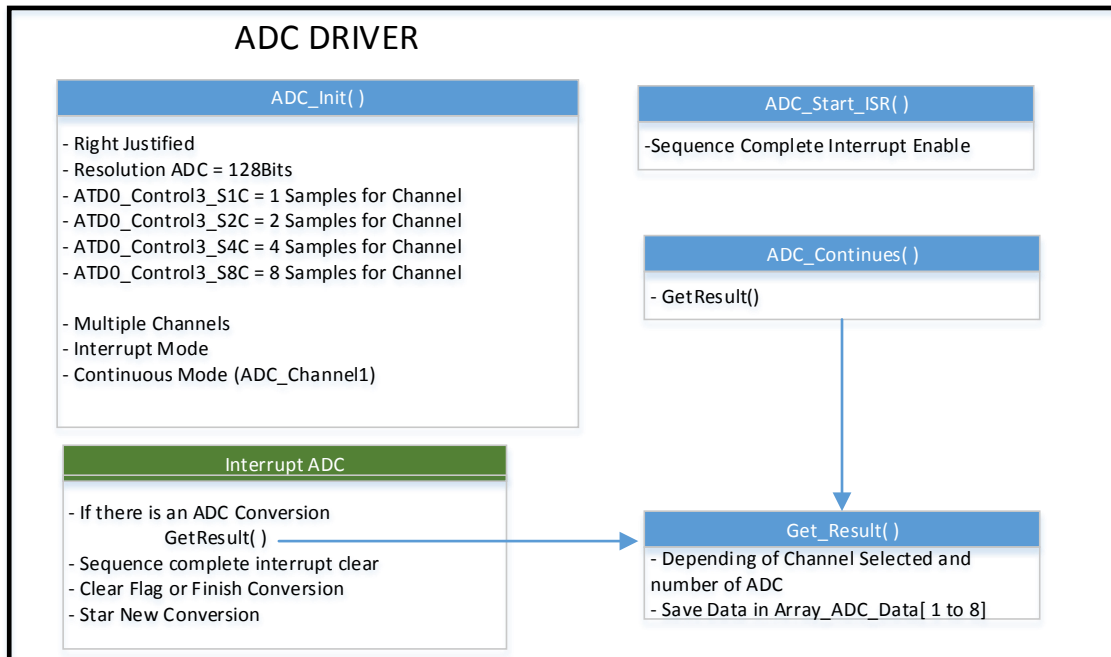 ADC DRIVER
ADC_Init( )
- Right Justified
- Resolution ADC = 128Bits
- ATD0_Control3_S1C = 1 Samples for Channel
- ATD0_Control3_S2C = 2 Samples for Channel
- ATD0_Control3_S4C = 4 Samples for Channel
- ATD0_Control3_S8C = 8 Samples for Channel
- Multiple Channels
- Interrupt Mode
- Continuous Mode (ADC_Channel1)
ADC_Start_ISR( )
-Sequence Complete Interrupt Enable
ADC_Continues( )
- GetResult()
Interrupt ADC
- If there is an ADC Conversion
GetResult( )
- Sequence complete interrupt clear
- Clear Flag or Finish Conversion
- Star New Conversion
Get_Result( )
- Depending of Channel Selected and
number of ADC
- Save Data in Array_ADC_Data[ 1 to 8]